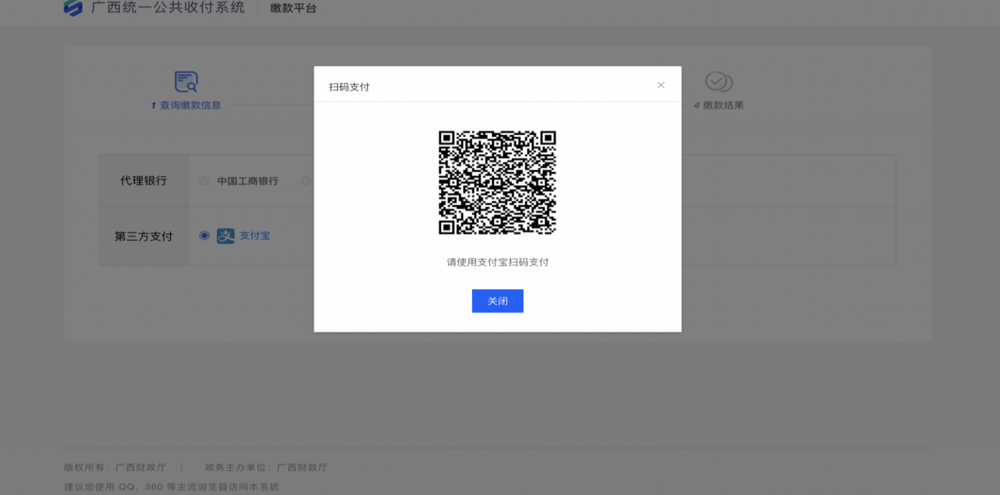 广西统一公共收付系统 缴款平台
扫码支付
1 查询缴款信息
4 缴款结果
代理银行 中国工商银行
第三方支付 支 支付宝
请使用支付宝扫码支付
关闭
版权所有：广西财政厅 | 政务主办单位：广西财政厅
建议您使用 QQ、360 等主流浏览器访问本系统